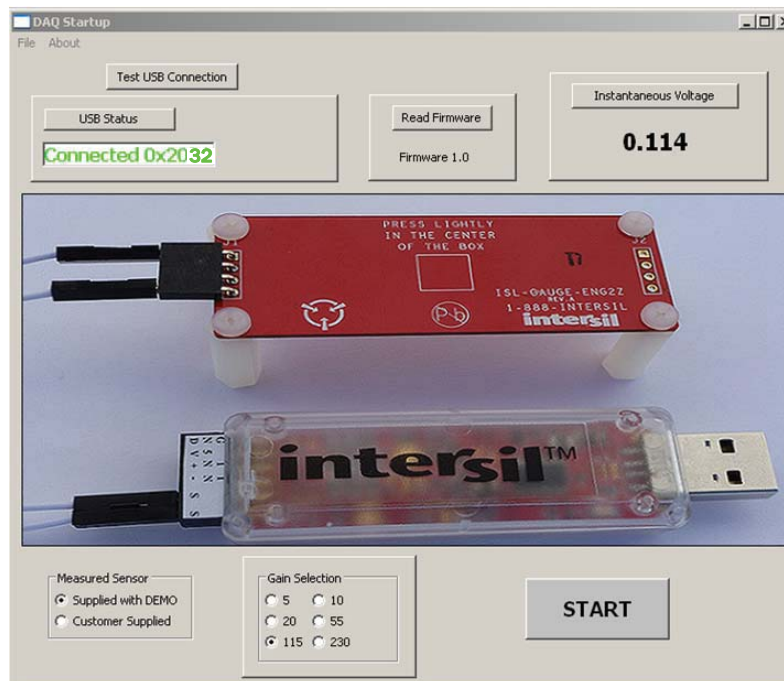 DAQ Startup
File About
Test USB Connection
USB Status
Connected 0x2032
Read Firmware
Firmware 1.0
Instantaneous Voltage
0.114
PRESS LIGHTLY
IN THE CENTER
OF THE BOX
J1
J2
T7
ISL-GAUGE-ENG2Z
REV.A
1-888-INTERSIL
intersil
Pb
intersil™
Measured Sensor
Supplied with DEMO
Customer Supplied
Gain Selection
5 10
20 55
115 230
START